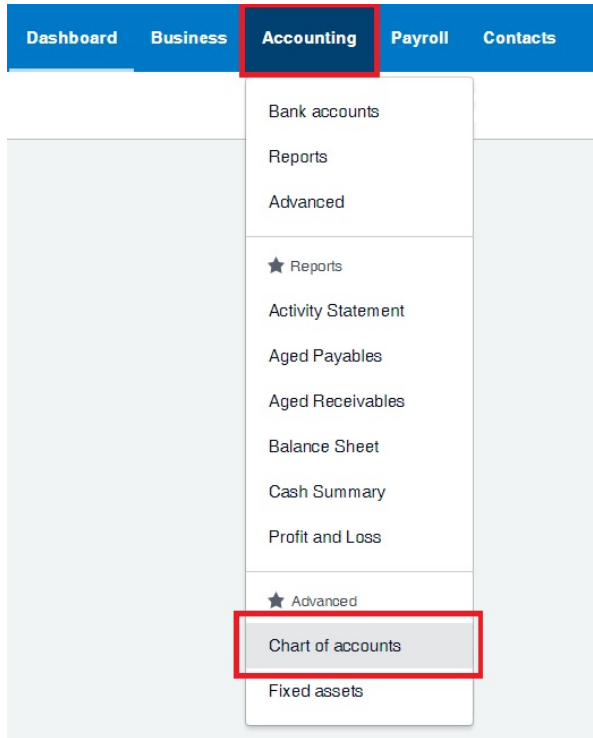 Dashboard Business Accounting Payroll Contacts
Bank accounts
Reports
Advanced
Reports
Activity Statement
Aged Payables
Aged Receivables
Balance Sheet
Cash Summary
Profit and Loss
Advanced
Chart of accounts
Fixed assets